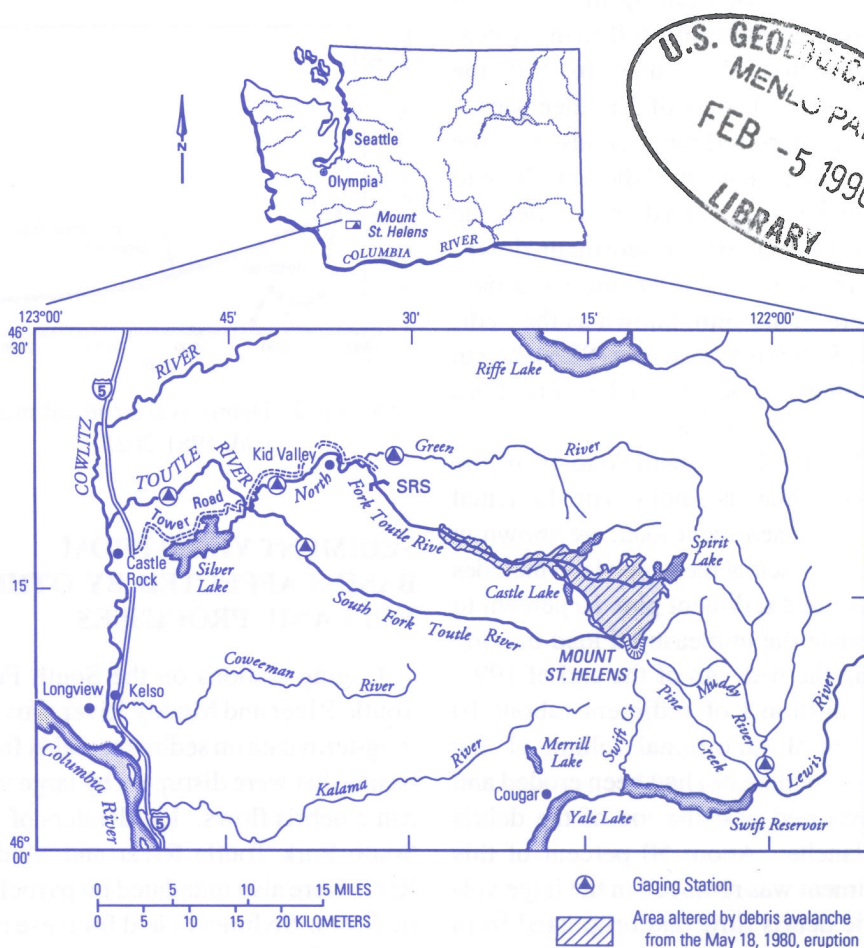 U.S. GEOLOGICA
MENLO PA
FEB -5 199
LIBRARY
N
Seattle
Olympia
Mount
St. Helens
COLUMBIA RIVER
123°00' 45' 30' 15' 122°00'
46°
30'
5
RIVER
Riffe Lake
COWLITZ
TOUTLE RIVER
Kid Valley
Green River
North Fork Toutle Rive
SRS
Tower Road
Castle
Rock
Silver
Lake
Spirit
Lake
Castle Lake
15'
South Fork Toutle River
MOUNT
ST. HELENS
Coweeman
River
Longview
Kelso
Muddy River
Pine Creek
Swift Cr.
Lewis River
Merrill
Lake
Columbia River
Kalama River
Cougar
Yale Lake
Swift Reservoir
5
46°
00'
0 5 10 15 MILES
0 5 10 15 20 KILOMETERS
Gaging Station
Area altered by debris avalanche
from the May 18, 1980, eruption